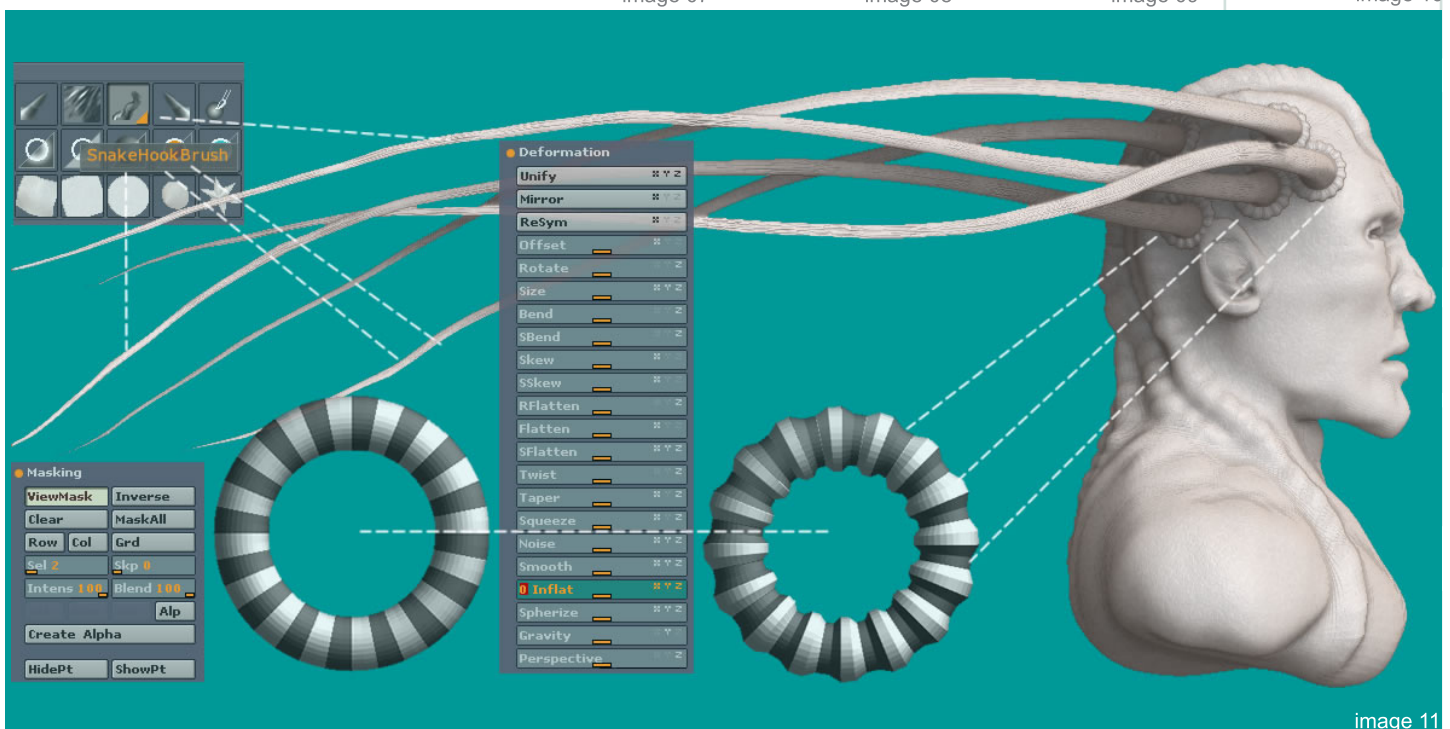 SnakeHookBrush
Deformation
Unify X Y Z
Mirror X Y Z
ReSym X Y Z
Offset X Y Z
Rotate X Y Z
Size X Y Z
Bend X Y Z
SBend X Y Z
Skew X Y Z
SSkew X Y Z
RFlatten X Y Z
Flatten X Y Z
SFlatten X Y Z
Twist X Y Z
Taper X Y Z
Squeeze X Y Z
Noise X Y Z
Smooth X Y Z
0 Inflat X Y Z
Spherize X Y Z
Gravity X Y Z
Perspective X Y Z
Masking
ViewMask Inverse
Clear MaskAll
Row Col Grd
Sel 2 Skp 0
Intens 100 Blend 100
Alp
Create Alpha
HidePt ShowPt
image 11